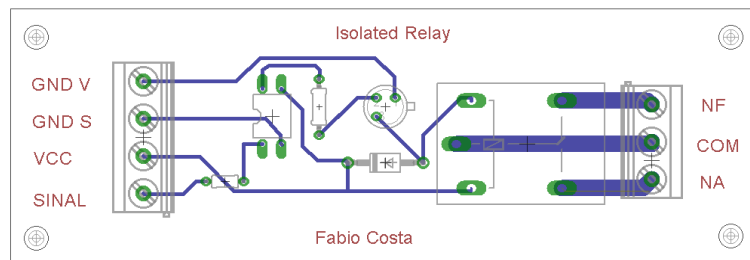 Isolated Relay
GND V
GND S
VCC
SINAL
NF
COM
NA
Fabio Costa